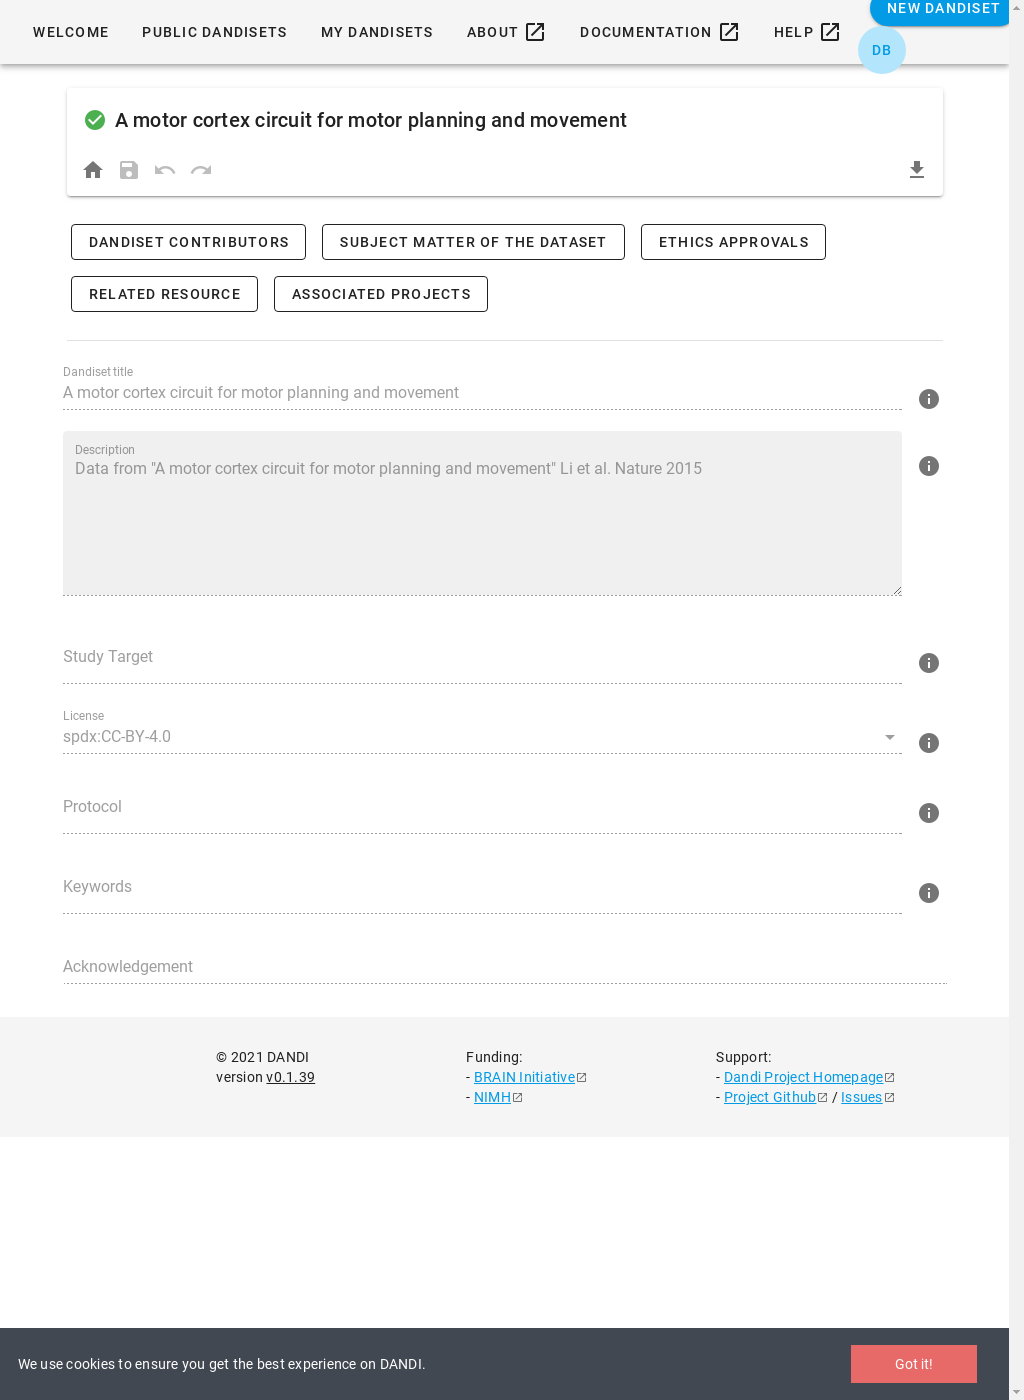 NEW DANDISET
WELCOME PUBLIC DANDISETS MY DANDISETS ABOUT DOCUMENTATION HELP
DB
A motor cortex circuit for motor planning and movement
DANDISET CONTRIBUTORS SUBJECT MATTER OF THE DATASET ETHICS APPROVALS
RELATED RESOURCE ASSOCIATED PROJECTS
Dandiset title
A motor cortex circuit for motor planning and movement
Description
Data from "A motor cortex circuit for motor planning and movement" Li et al. Nature 2015
Study Target
License
spdx:CC-BY-4.0
Protocol
Keywords
Acknowledgement
© 2021 DANDI
version v0.1.39
Funding:
- BRAIN Initiative
- NIMH
Support:
- Dandi Project Homepage
- Project Github / Issues
We use cookies to ensure you get the best experience on DANDI.
Got it!